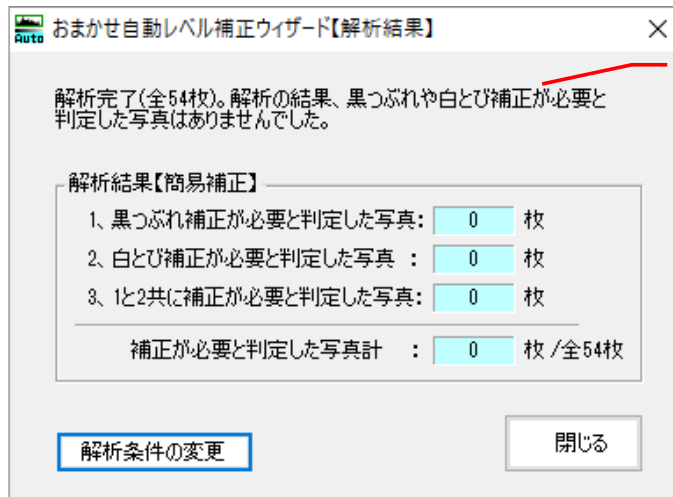 Auto おまかせ自動レベル補正ウィザード【解析結果】
解析完了(全54枚)。解析の結果、黒つぶれや白とび補正が必要と
判定した写真はありませんでした。
解析結果【簡易補正】
1、黒つぶれ補正が必要と判定した写真: 0 枚
2、白とび補正が必要と判定した写真 : 0 枚
3、1と2共に補正が必要と判定した写真: 0 枚
補正が必要と判定した写真計 : 0 枚 /全54枚
解析条件の変更
閉じる